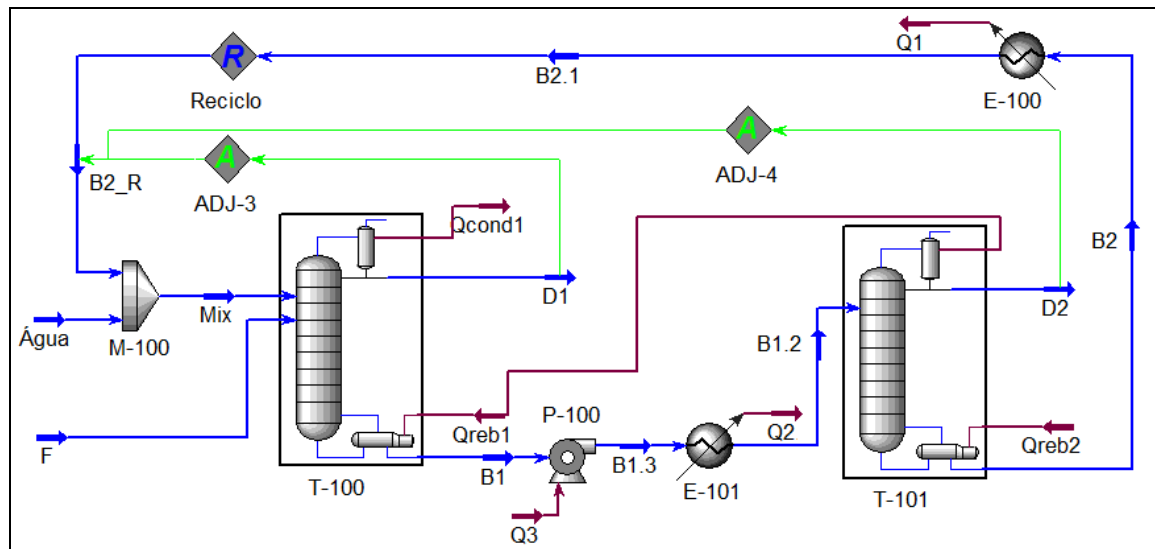 Q1
B2.1
R
Reciclo
E-100
A
A
B2_R
ADJ-3
ADJ-4
Qcond1
B2
D1
D2
Água
M-100
Mix
B1.2
F
Qreb1
P-100
B1
B1.3
Q2
Qreb2
T-100
E-101
T-101
Q3